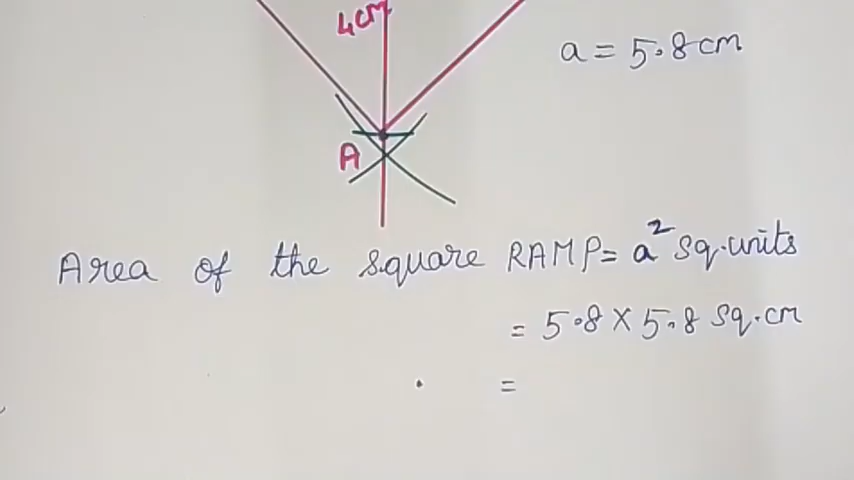 4cm
a = 5.8 cm
A
Area of the square RAMP = a² sq.units
= 5.8 × 5.8 sq.cm
=